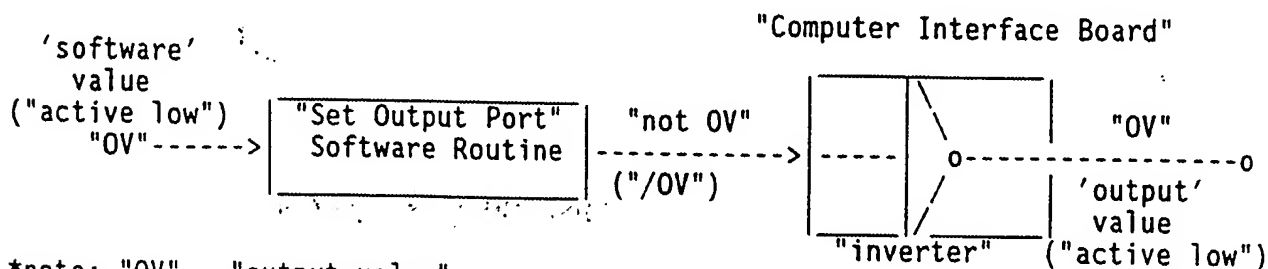 "Computer Interface Board"
'software'
value
("active low")
"OV"------>
"Set Output Port"
Software Routine
"not OV"
------------>
("/OV")
-----
o-----------------o
"OV"
'output'
value
("active low")
"inverter"
*note: "OV"   "output value"